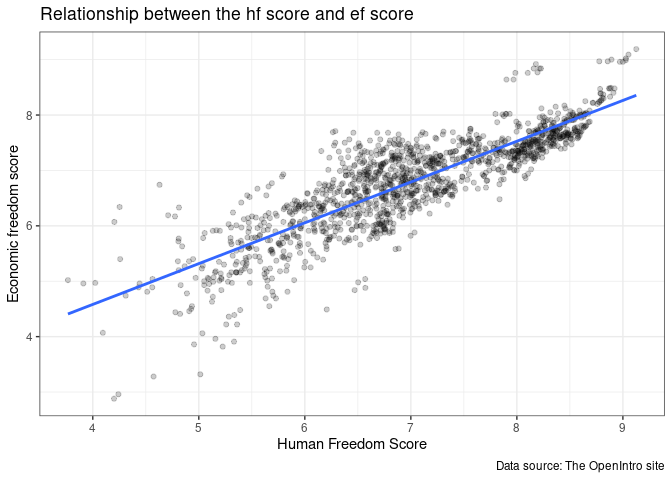 Relationship between the hf score and ef score
Economic freedom score
8
6
4
4 5 6 7 8 9
Human Freedom Score
Data source: The OpenIntro site